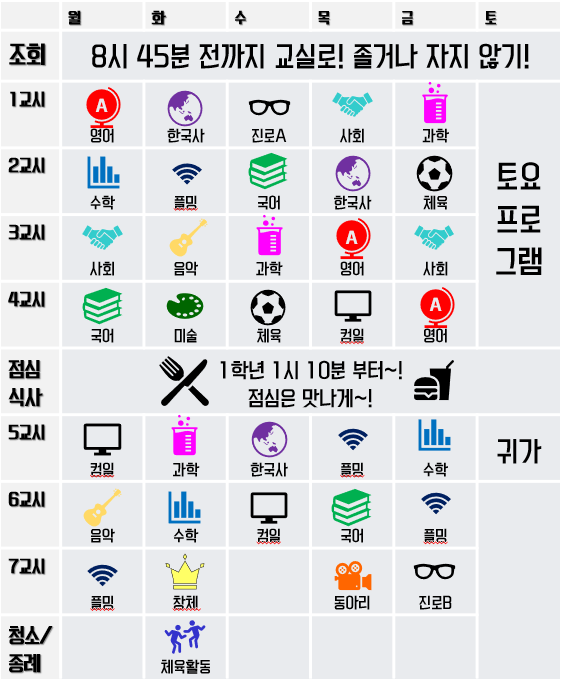 월 화 수 목 금 토
조회 8시 45분 전까지 교실로! 졸거나 자지 않기!
1교시 A 영어 한국사 진로A 사회 과학
2교시 수학 플밍 국어 한국사 체육
토요
프로
그램
3교시 사회 음악 과학 A 영어 사회
4교시 국어 미술 체육 컴일 A 영어
점심
식사
1학년 1시 10분 부터~!
점심은 맛나게~!
5교시 컴일 과학 한국사 플밍 수학 귀가
6교시 음악 수학 컴일 국어 플밍
7교시 플밍 창체 동아리 진로B
청소/
종례
체육활동